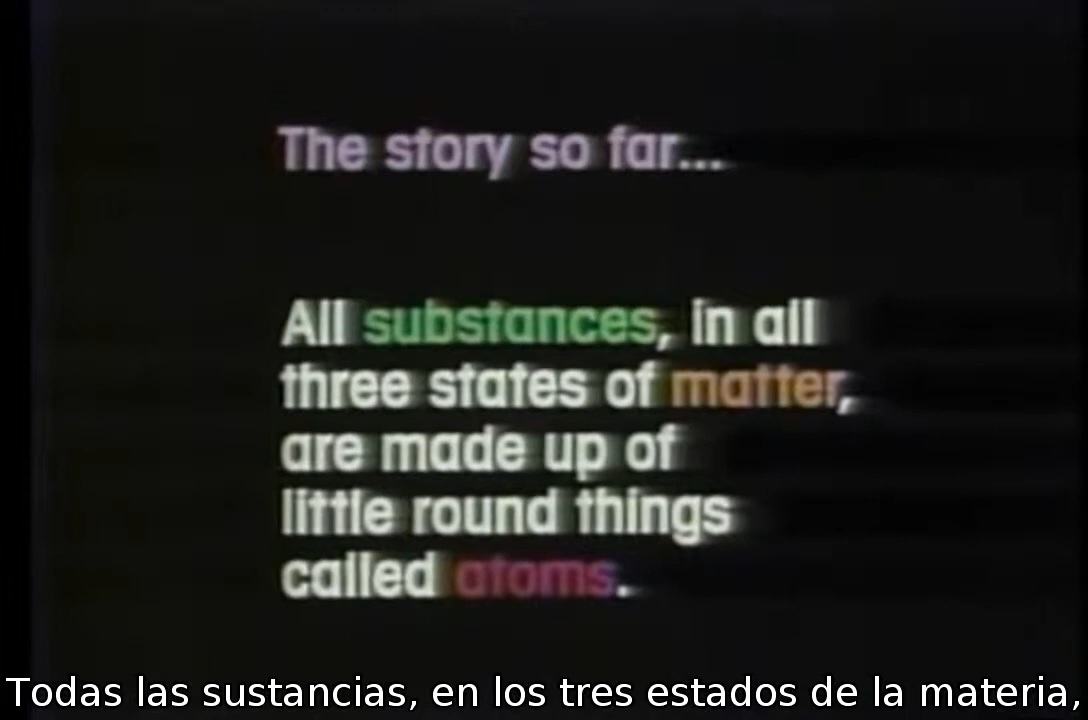 The story so far...
All substances, in all
three states of matter,
are made up of
little round things
called atoms.
Todas las sustancias, en los tres estados de la materia,